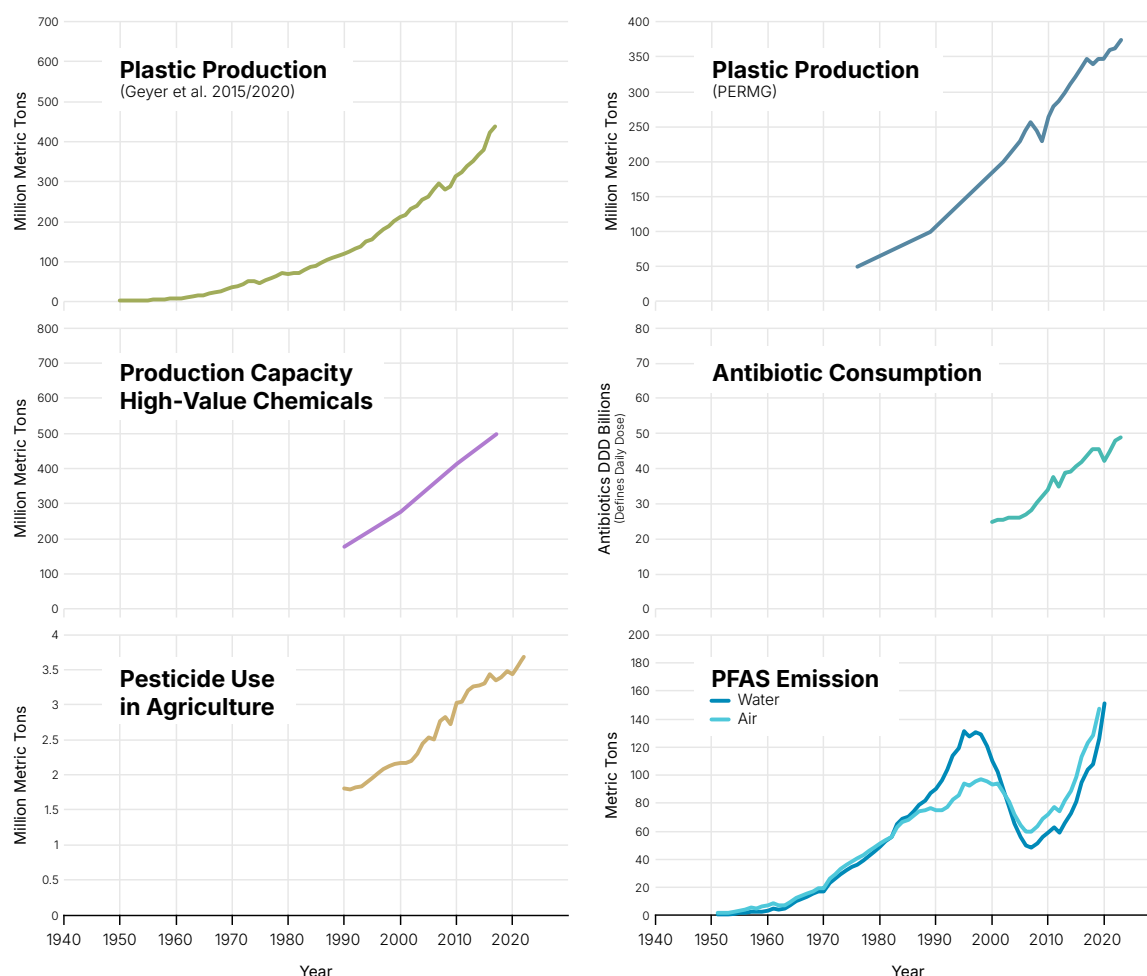 Plastic Production
(Geyer et al. 2015/2020)
Million Metric Tons
700
600
500
400
300
200
100
0
Plastic Production
(PERMG)
Million Metric Tons
400
350
300
250
200
150
100
50
0
Production Capacity
High-Value Chemicals
Million Metric Tons
800
700
600
500
400
300
200
100
0
Antibiotic Consumption
Antibiotics DDD Billions
(Defines Daily Dose)
80
70
60
50
40
30
20
10
0
Pesticide Use
in Agriculture
Million Metric Tons
4
3.5
3
2.5
2
1.5
1
0.5
0
1940 1950 1960 1970 1980 1990 2000 2010 2020
Year
PFAS Emission
Water
Air
Metric Tons
200
180
160
140
120
100
80
60
40
20
0
1940 1950 1960 1970 1980 1990 2000 2010 2020
Year